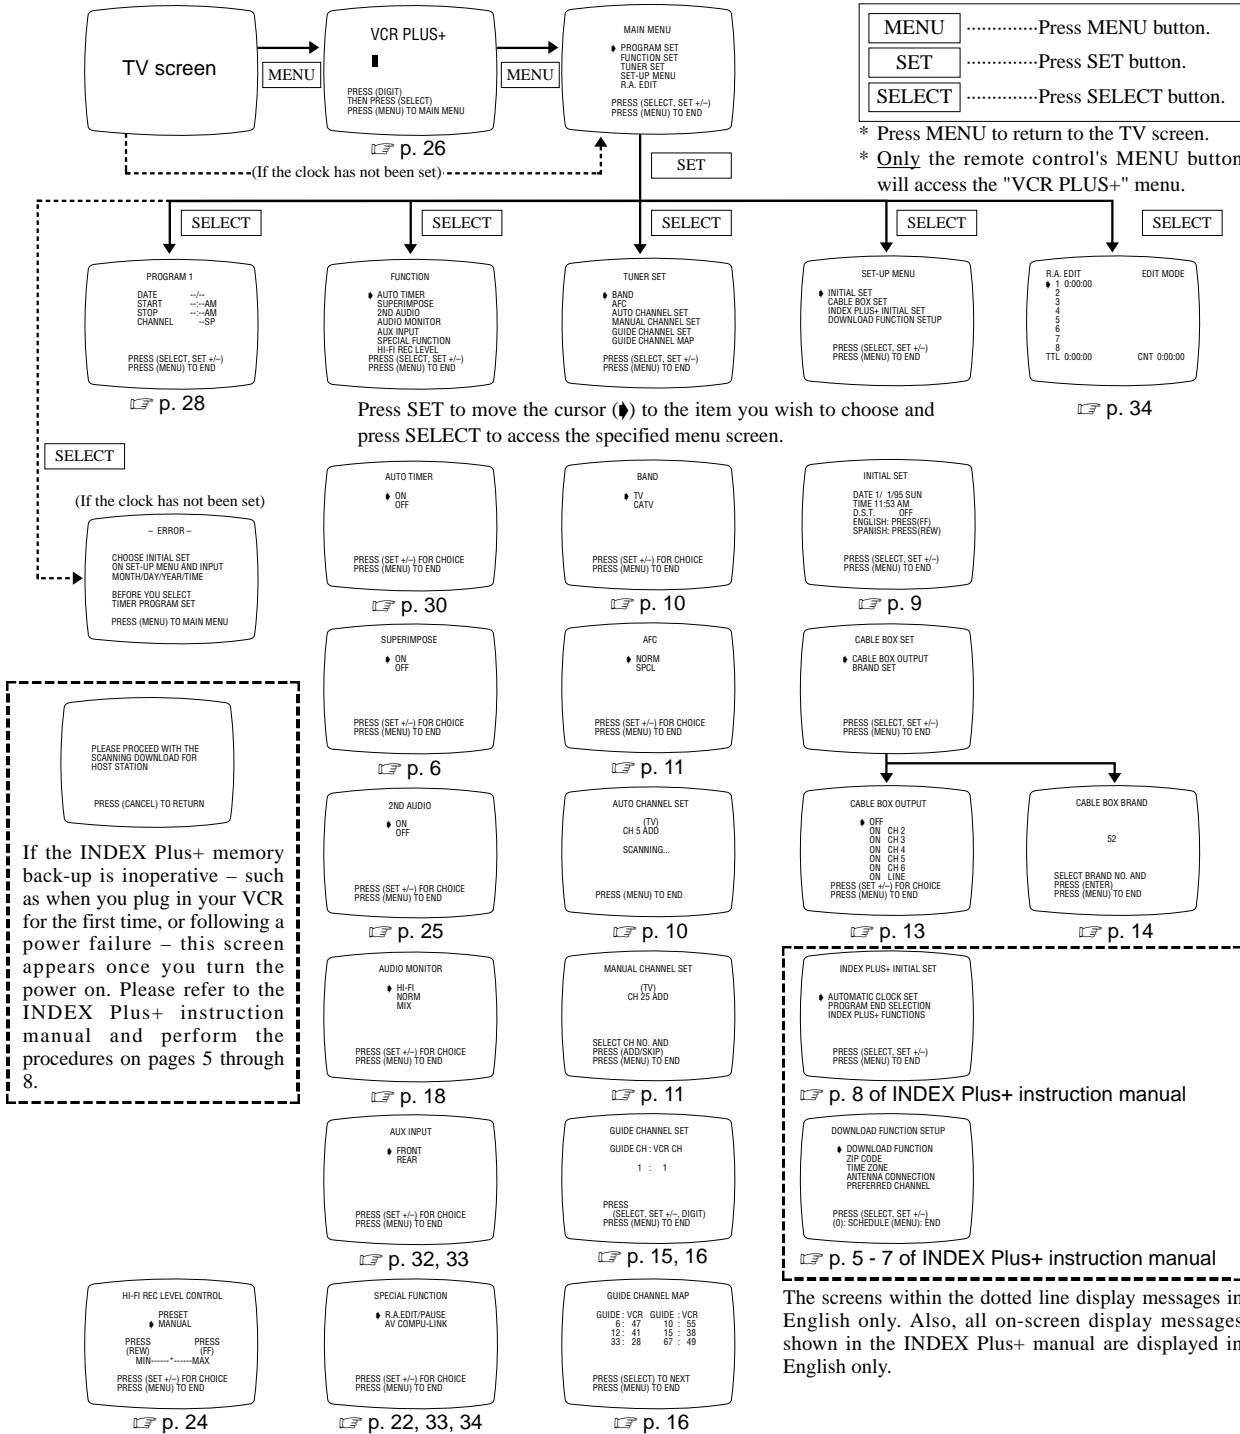 TV screen
MENU
VCR PLUS+
PRESS (DIGIT)
THEN PRESS (SELECT)
PRESS (MENU) TO MAIN MENU
☞ p. 26
MENU
MAIN MENU
PROGRAM SET
FUNCTION SET
TUNER SET
SET-UP MENU
R.A. EDIT
PRESS (SELECT, SET +/–)
PRESS (MENU) TO END
MENU ··············Press MENU button.
SET ··············Press SET button.
SELECT ··············Press SELECT button.
* Press MENU to return to the TV screen.
* Only the remote control's MENU button
will access the "VCR PLUS+" menu.
(If the clock has not been set)
SET
SELECT
SELECT
SELECT
SELECT
SELECT
PROGRAM 1
DATE --/--
START --:--AM
STOP --:--AM
CHANNEL --SP
PRESS (SELECT, SET +/–)
PRESS (MENU) TO END
☞ p. 28
FUNCTION
AUTO TIMER
SUPERIMPOSE
2ND AUDIO
AUDIO MONITOR
AUX INPUT
SPECIAL FUNCTION
HI-FI REC LEVEL
PRESS (SELECT, SET +/–)
PRESS (MENU) TO END
TUNER SET
BAND
AFC
AUTO CHANNEL SET
MANUAL CHANNEL SET
GUIDE CHANNEL SET
GUIDE CHANNEL MAP
PRESS (SELECT, SET +/–)
PRESS (MENU) TO END
SET-UP MENU
INITIAL SET
CABLE BOX SET
INDEX PLUS+ INITIAL SET
DOWNLOAD FUNCTION SETUP
PRESS (SELECT, SET +/–)
PRESS (MENU) TO END
R.A. EDIT EDIT MODE
1 0:00:00
2
3
4
5
6
7
8
TTL 0:00:00 CNT 0:00:00
☞ p. 34
Press SET to move the cursor () to the item you wish to choose and
press SELECT to access the specified menu screen.
SELECT
(If the clock has not been set)
– ERROR –
CHOOSE INITIAL SET
ON SET-UP MENU AND INPUT
MONTH/DAY/YEAR/TIME
BEFORE YOU SELECT
TIMER PROGRAM SET
PRESS (MENU) TO MAIN MENU
AUTO TIMER
ON
OFF
PRESS (SET +/–) FOR CHOICE
PRESS (MENU) TO END
☞ p. 30
BAND
TV
CATV
PRESS (SET +/–) FOR CHOICE
PRESS (MENU) TO END
☞ p. 10
INITIAL SET
DATE 1/ 1/95 SUN
TIME 11:53 AM
D.S.T. OFF
ENGLISH: PRESS(FF)
SPANISH: PRESS(REW)
PRESS (SELECT, SET +/–)
PRESS (MENU) TO END
☞ p. 9
SUPERIMPOSE
ON
OFF
PRESS (SET +/–) FOR CHOICE
PRESS (MENU) TO END
☞ p. 6
AFC
NORM
SPCL
PRESS (SET +/–) FOR CHOICE
PRESS (MENU) TO END
☞ p. 11
CABLE BOX SET
CABLE BOX OUTPUT
BRAND SET
PRESS (SELECT, SET +/–)
PRESS (MENU) TO END
PLEASE PROCEED WITH THE
SCANNING DOWNLOAD FOR
HOST STATION
PRESS (CANCEL) TO RETURN
If the INDEX Plus+ memory
back-up is inoperative – such
as when you plug in your VCR
for the first time, or following a
power failure – this screen
appears once you turn the
power on. Please refer to the
INDEX Plus+ instruction
manual and perform the
procedures on pages 5 through
8.
2ND AUDIO
ON
OFF
PRESS (SET +/–) FOR CHOICE
PRESS (MENU) TO END
☞ p. 25
AUTO CHANNEL SET
(TV)
CH 5 ADD
SCANNING...
PRESS (MENU) TO END
☞ p. 10
CABLE BOX OUTPUT
OFF
ON CH 2
ON CH 3
ON CH 4
ON CH 5
ON CH 6
ON LINE
PRESS (SET +/–) FOR CHOICE
PRESS (MENU) TO END
☞ p. 13
CABLE BOX BRAND
52
SELECT BRAND NO. AND
PRESS (ENTER)
PRESS (MENU) TO END
☞ p. 14
AUDIO MONITOR
HI-FI
NORM
MIX
PRESS (SET +/–) FOR CHOICE
PRESS (MENU) TO END
☞ p. 18
MANUAL CHANNEL SET
(TV)
CH 25 ADD
SELECT CH NO. AND
PRESS (ADD/SKIP)
PRESS (MENU) TO END
☞ p. 11
INDEX PLUS+ INITIAL SET
AUTOMATIC CLOCK SET
PROGRAM END SELECTION
INDEX PLUS+ FUNCTIONS
PRESS (SELECT, SET +/–)
PRESS (MENU) TO END
☞ p. 8 of INDEX Plus+ instruction manual
AUX INPUT
FRONT
REAR
PRESS (SET +/–) FOR CHOICE
PRESS (MENU) TO END
☞ p. 32, 33
GUIDE CHANNEL SET
GUIDE CH : VCR CH
1 : 1
PRESS
(SELECT, SET +/–, DIGIT)
PRESS (MENU) TO END
☞ p. 15, 16
DOWNLOAD FUNCTION SETUP
DOWNLOAD FUNCTION
ZIP CODE
TIME ZONE
ANTENNA CONNECTION
PREFERRED CHANNEL
PRESS (SELECT, SET +/–)
(0): SCHEDULE (MENU): END
☞ p. 5 - 7 of INDEX Plus+ instruction manual
HI-FI REC LEVEL CONTROL
PRESET
MANUAL
PRESS PRESS
(REW) (FF)
MIN------*------MAX
PRESS (SET +/–) FOR CHOICE
PRESS (MENU) TO END
☞ p. 24
SPECIAL FUNCTION
R.A.EDIT/PAUSE
AV COMPU-LINK
PRESS (SET +/–) FOR CHOICE
PRESS (MENU) TO END
☞ p. 22, 33, 34
GUIDE CHANNEL MAP
GUIDE : VCR GUIDE : VCR
6 : 47 10 : 55
12 : 41 15 : 38
33 : 28 67 : 49
PRESS (SELECT) TO NEXT
PRESS (MENU) TO END
☞ p. 16
The screens within the dotted line display messages in
English only. Also, all on-screen display messages
shown in the INDEX Plus+ manual are displayed in
English only.